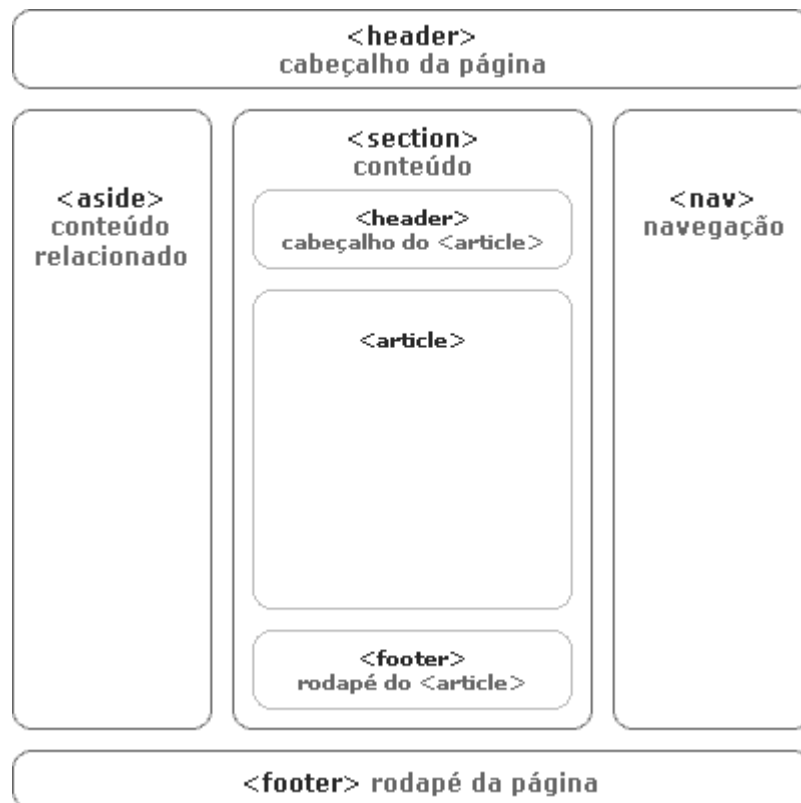 <header>
cabeçalho da página
<aside>
conteúdo
relacionado
<section>
conteúdo
<header>
cabeçalho do <article>
<article>
<footer>
rodapé do <article>
<nav>
navegação
<footer> rodapé da página